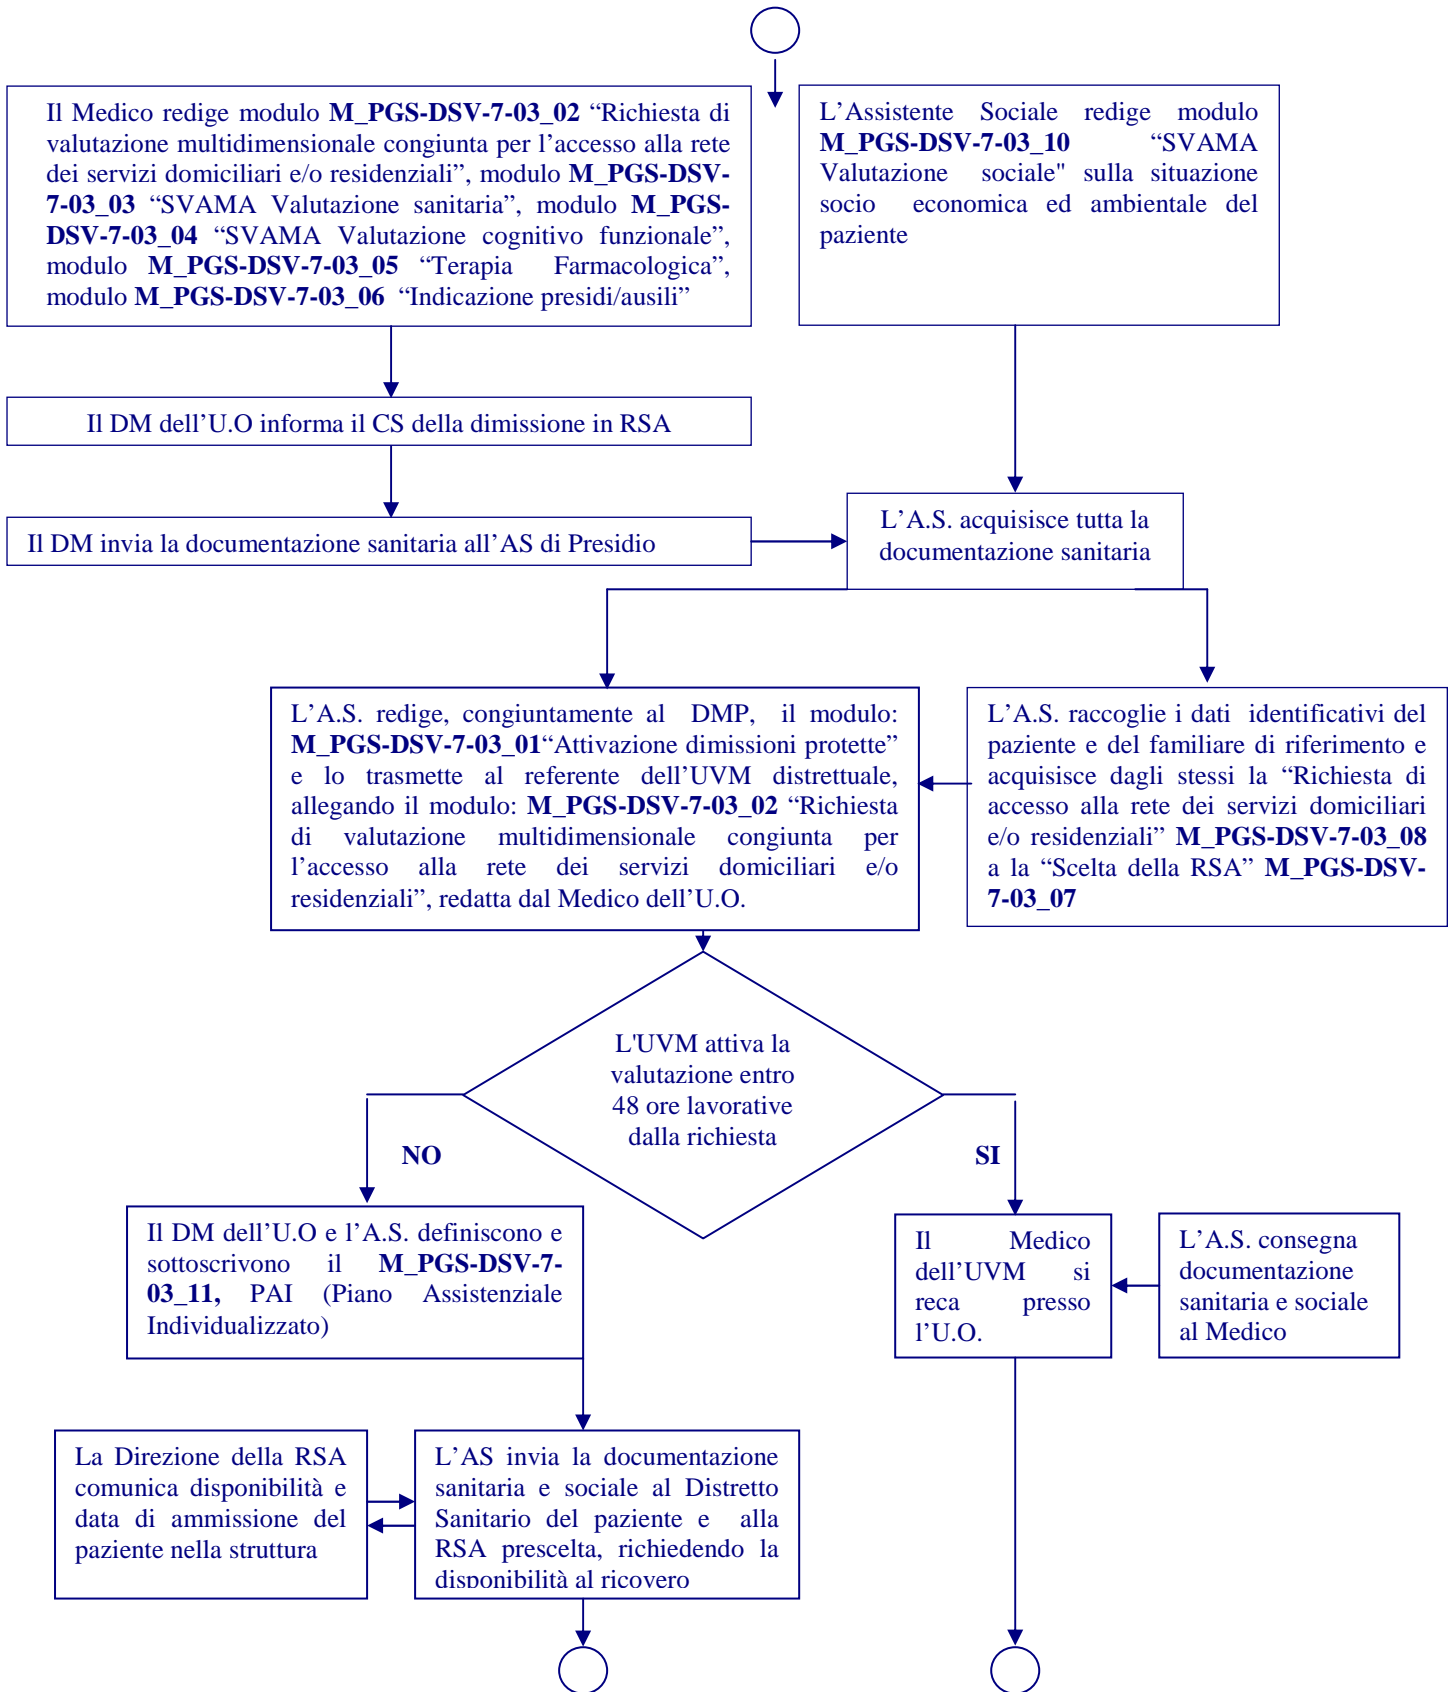 Il Medico redige modulo M_PGS-DSV-7-03_02 “Richiesta di
valutazione multidimensionale congiunta per l’accesso alla rete
dei servizi domiciliari e/o residenziali”, modulo M_PGS-DSV-
7-03_03 “SVAMA Valutazione sanitaria”, modulo M_PGS-
DSV-7-03_04 “SVAMA Valutazione cognitivo funzionale”,
modulo M_PGS-DSV-7-03_05 “Terapia Farmacologica”,
modulo M_PGS-DSV-7-03_06 “Indicazione presidi/ausili”
L’Assistente Sociale redige modulo
M_PGS-DSV-7-03_10 “SVAMA
Valutazione sociale" sulla situazione
socio economica ed ambientale del
paziente
Il DM dell’U.O informa il CS della dimissione in RSA
Il DM invia la documentazione sanitaria all’AS di Presidio
L’A.S. acquisisce tutta la
documentazione sanitaria
L’A.S. redige, congiuntamente al DMP, il modulo:
M_PGS-DSV-7-03_01“Attivazione dimissioni protette”
e lo trasmette al referente dell’UVM distrettuale,
allegando il modulo: M_PGS-DSV-7-03_02 “Richiesta
di valutazione multidimensionale congiunta per
l’accesso alla rete dei servizi domiciliari e/o
residenziali”, redatta dal Medico dell’U.O.
L’A.S. raccoglie i dati identificativi del
paziente e del familiare di riferimento e
acquisisce dagli stessi la “Richiesta di
accesso alla rete dei servizi domiciliari
e/o residenziali” M_PGS-DSV-7-03_08
a la “Scelta della RSA” M_PGS-DSV-
7-03_07
L'UVM attiva la
valutazione entro
48 ore lavorative
dalla richiesta
NO
SI
Il DM dell’U.O e l’A.S. definiscono e
sottoscrivono il M_PGS-DSV-7-
03_11, PAI (Piano Assistenziale
Individualizzato)
Il Medico
dell’UVM si
reca presso
l’U.O.
L’A.S. consegna
documentazione
sanitaria e sociale
al Medico
La Direzione della RSA
comunica disponibilità e
data di ammissione del
paziente nella struttura
L’AS invia la documentazione
sanitaria e sociale al Distretto
Sanitario del paziente e alla
RSA prescelta, richiedendo la
disponibilità al ricovero